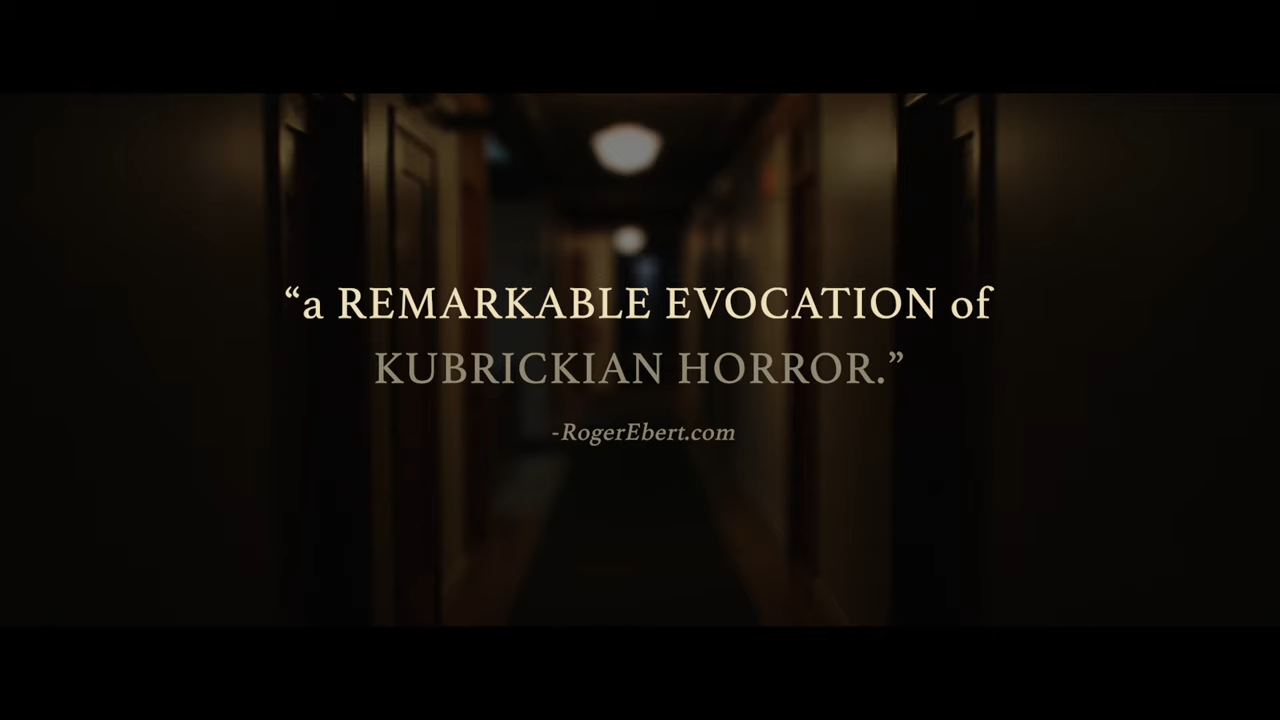 “a REMARKABLE EVOCATION of
KUBRICKIAN HORROR.”
-RogerEbert.com